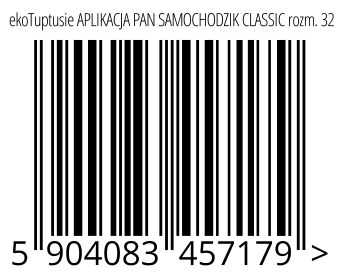 ekoTuptusie APLIKACJA PAN SAMOCHODZIK CLASSIC rozm. 32
5 904083 457179 >